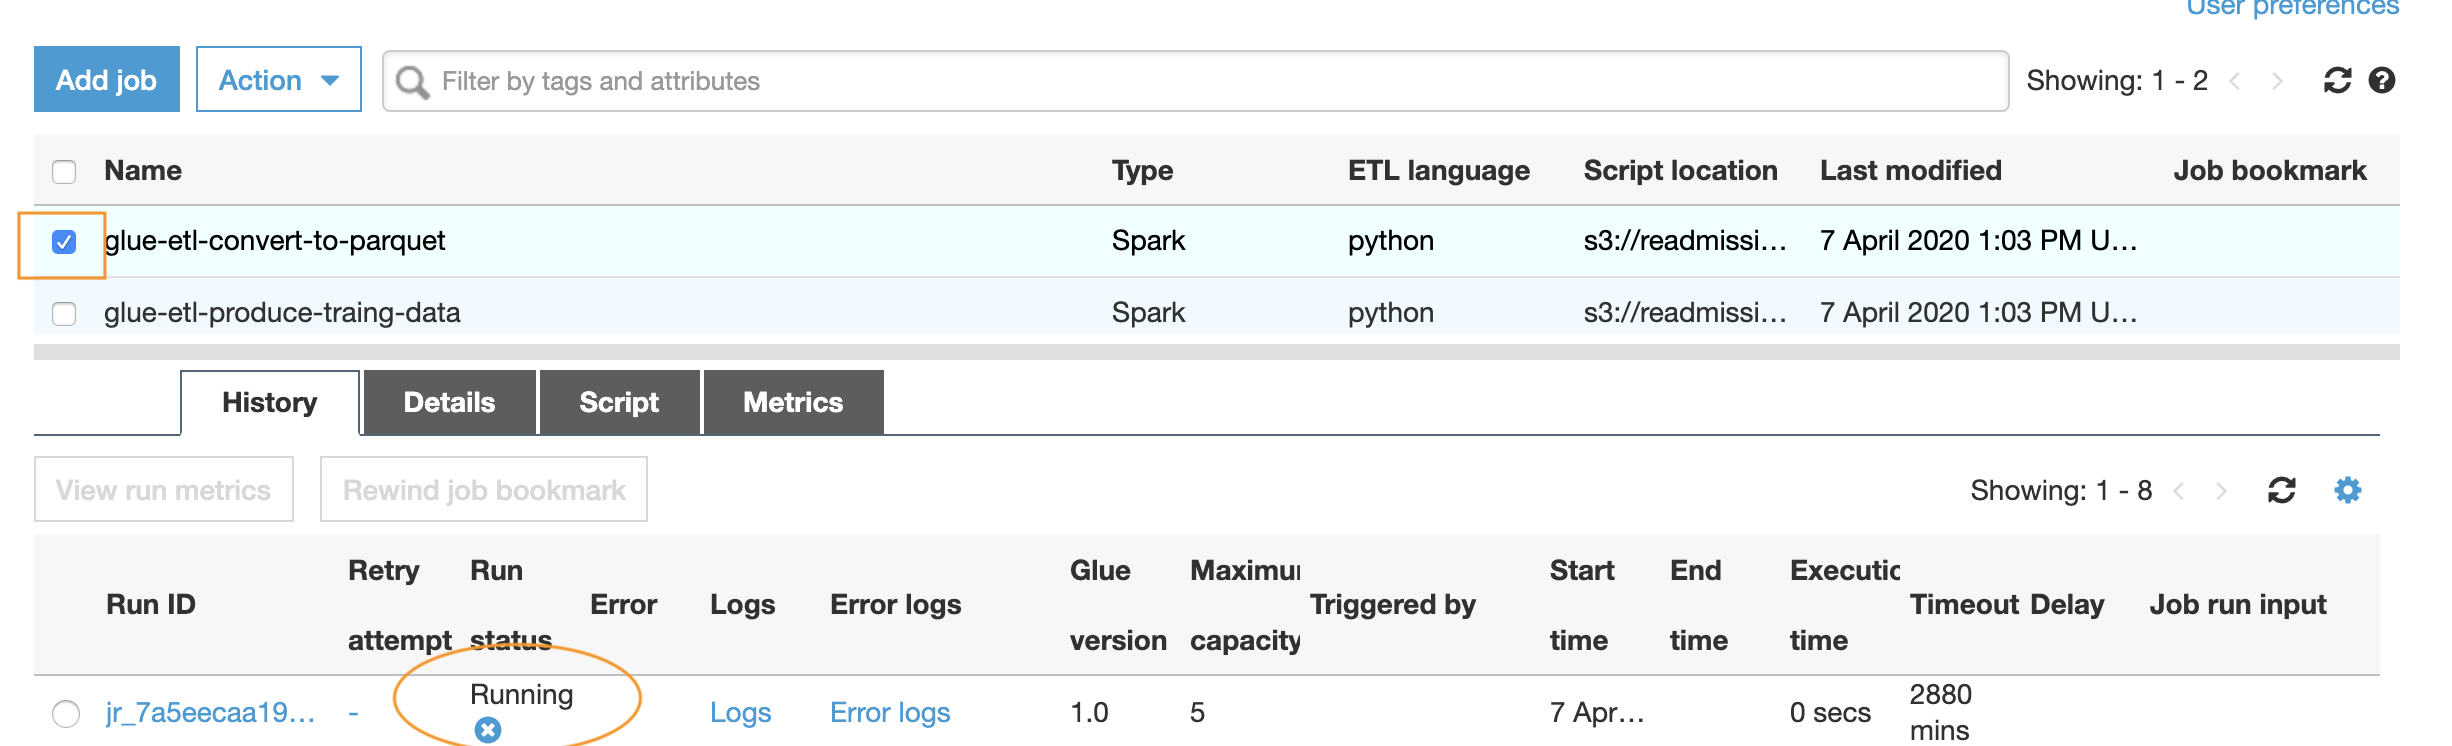 User preferences
Add job Action Filter by tags and attributes Showing: 1 - 2
Name Type ETL language Script location Last modified Job bookmark
glue-etl-convert-to-parquet Spark python s3://readmissi... 7 April 2020 1:03 PM U...
glue-etl-produce-traing-data Spark python s3://readmissi... 7 April 2020 1:03 PM U...
History Details Script Metrics
View run metrics Rewind job bookmark Showing: 1 - 8
Run ID Retry attempt Run status Error Logs Error logs Glue version Maximu capacity Triggered by Start time End time Executio time Timeout Delay Job run input
jr_7a5eecaa19... - Running Logs Error logs 1.0 5 7 Apr... 0 secs 2880 mins